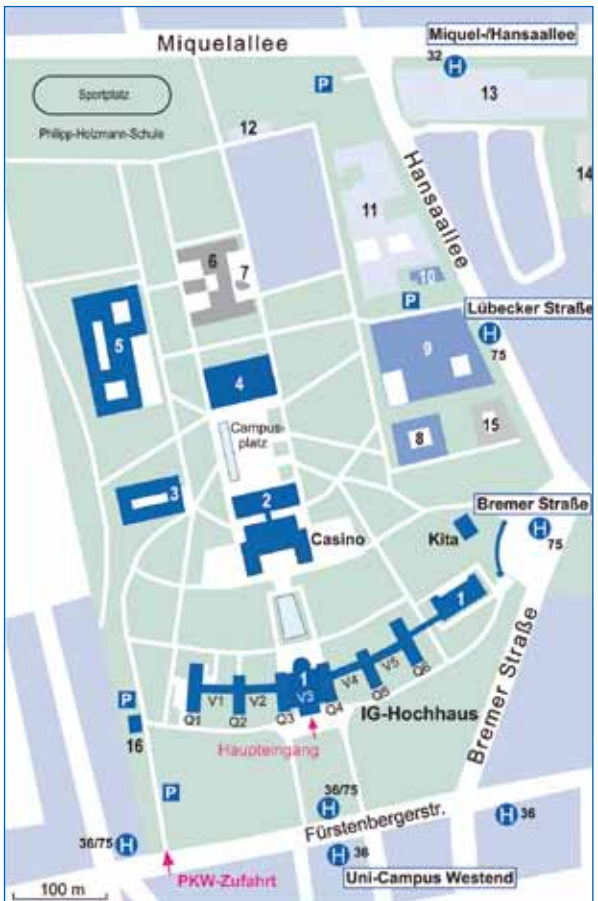 Miquelallee
Miquel-/Hansaallee
32
H
P
Sportplatz
13
Philipp-Holzmann-Schule
12
Hansaallee
14
11
6
7
10
P
Lübecker Straße
H
75
5
9
4
Campus-
platz
8
15
3
2
Bremer Straße
H
75
Casino
Kita
1
1
V1
V2
V3
V4
V5
Q1
Q2
Q3
Q4
Q5
Q6
IG-Hochhaus
Bremer Straße
P
16
Haupteingang
P
36/75
H
Fürstenbergerstr.
H
36
36/75
H
H
36
PKW-Zufahrt
Uni-Campus Westend
100 m